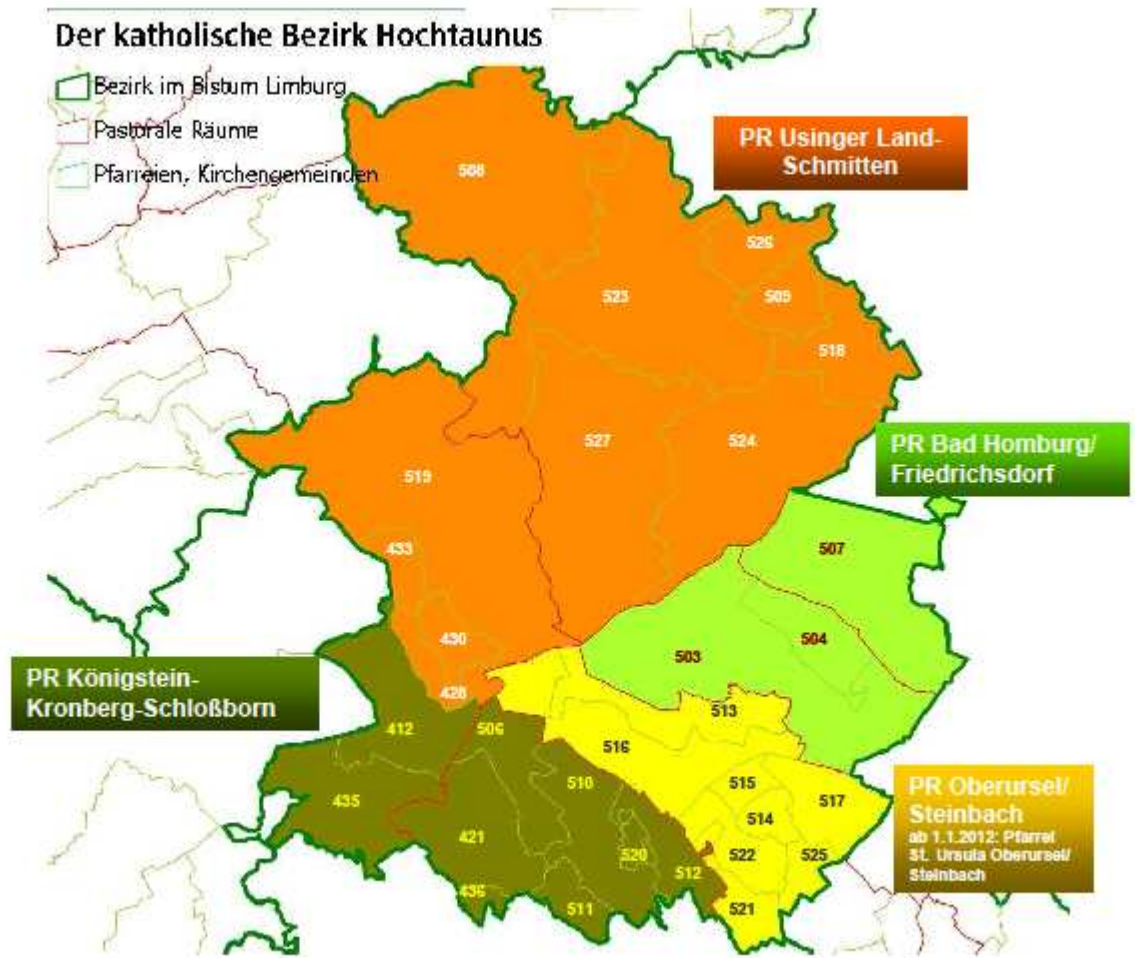 Der katholische Bezirk Hochtaunus
Bezirk im Bistum Limburg
Pastorale Räume
Pfarreien, Kirchengemeinden
PR Usinger Land-
Schmitten
508
526
523
509
518
527
524
PR Bad Homburg/
Friedrichsdorf
519
433
507
430
503
504
PR Königstein-
Kronberg-Schloßborn
428
412
506
513
516
510
515
435
514
517
PR Oberursel/
Steinbach
ab 1.1.2012: Pfarrei
St. Ursula Oberursel/
Steinbach
421
520
522
525
512
436
511
521